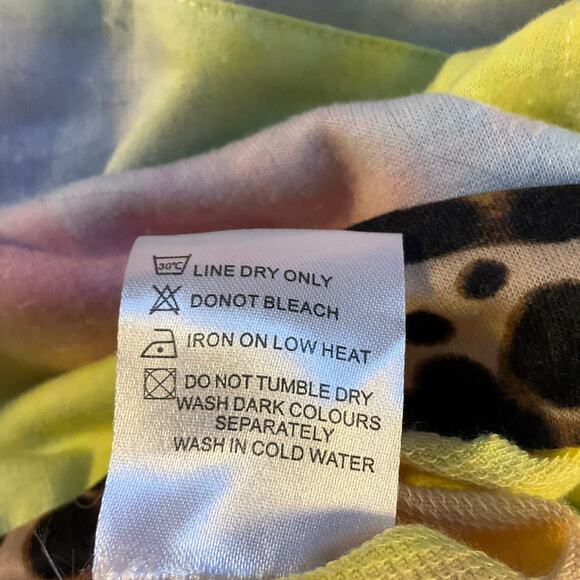 30°C LINE DRY ONLY
DONOT BLEACH
IRON ON LOW HEAT
DO NOT TUMBLE DRY
WASH DARK COLOURS
SEPARATELY
WASH IN COLD WATER